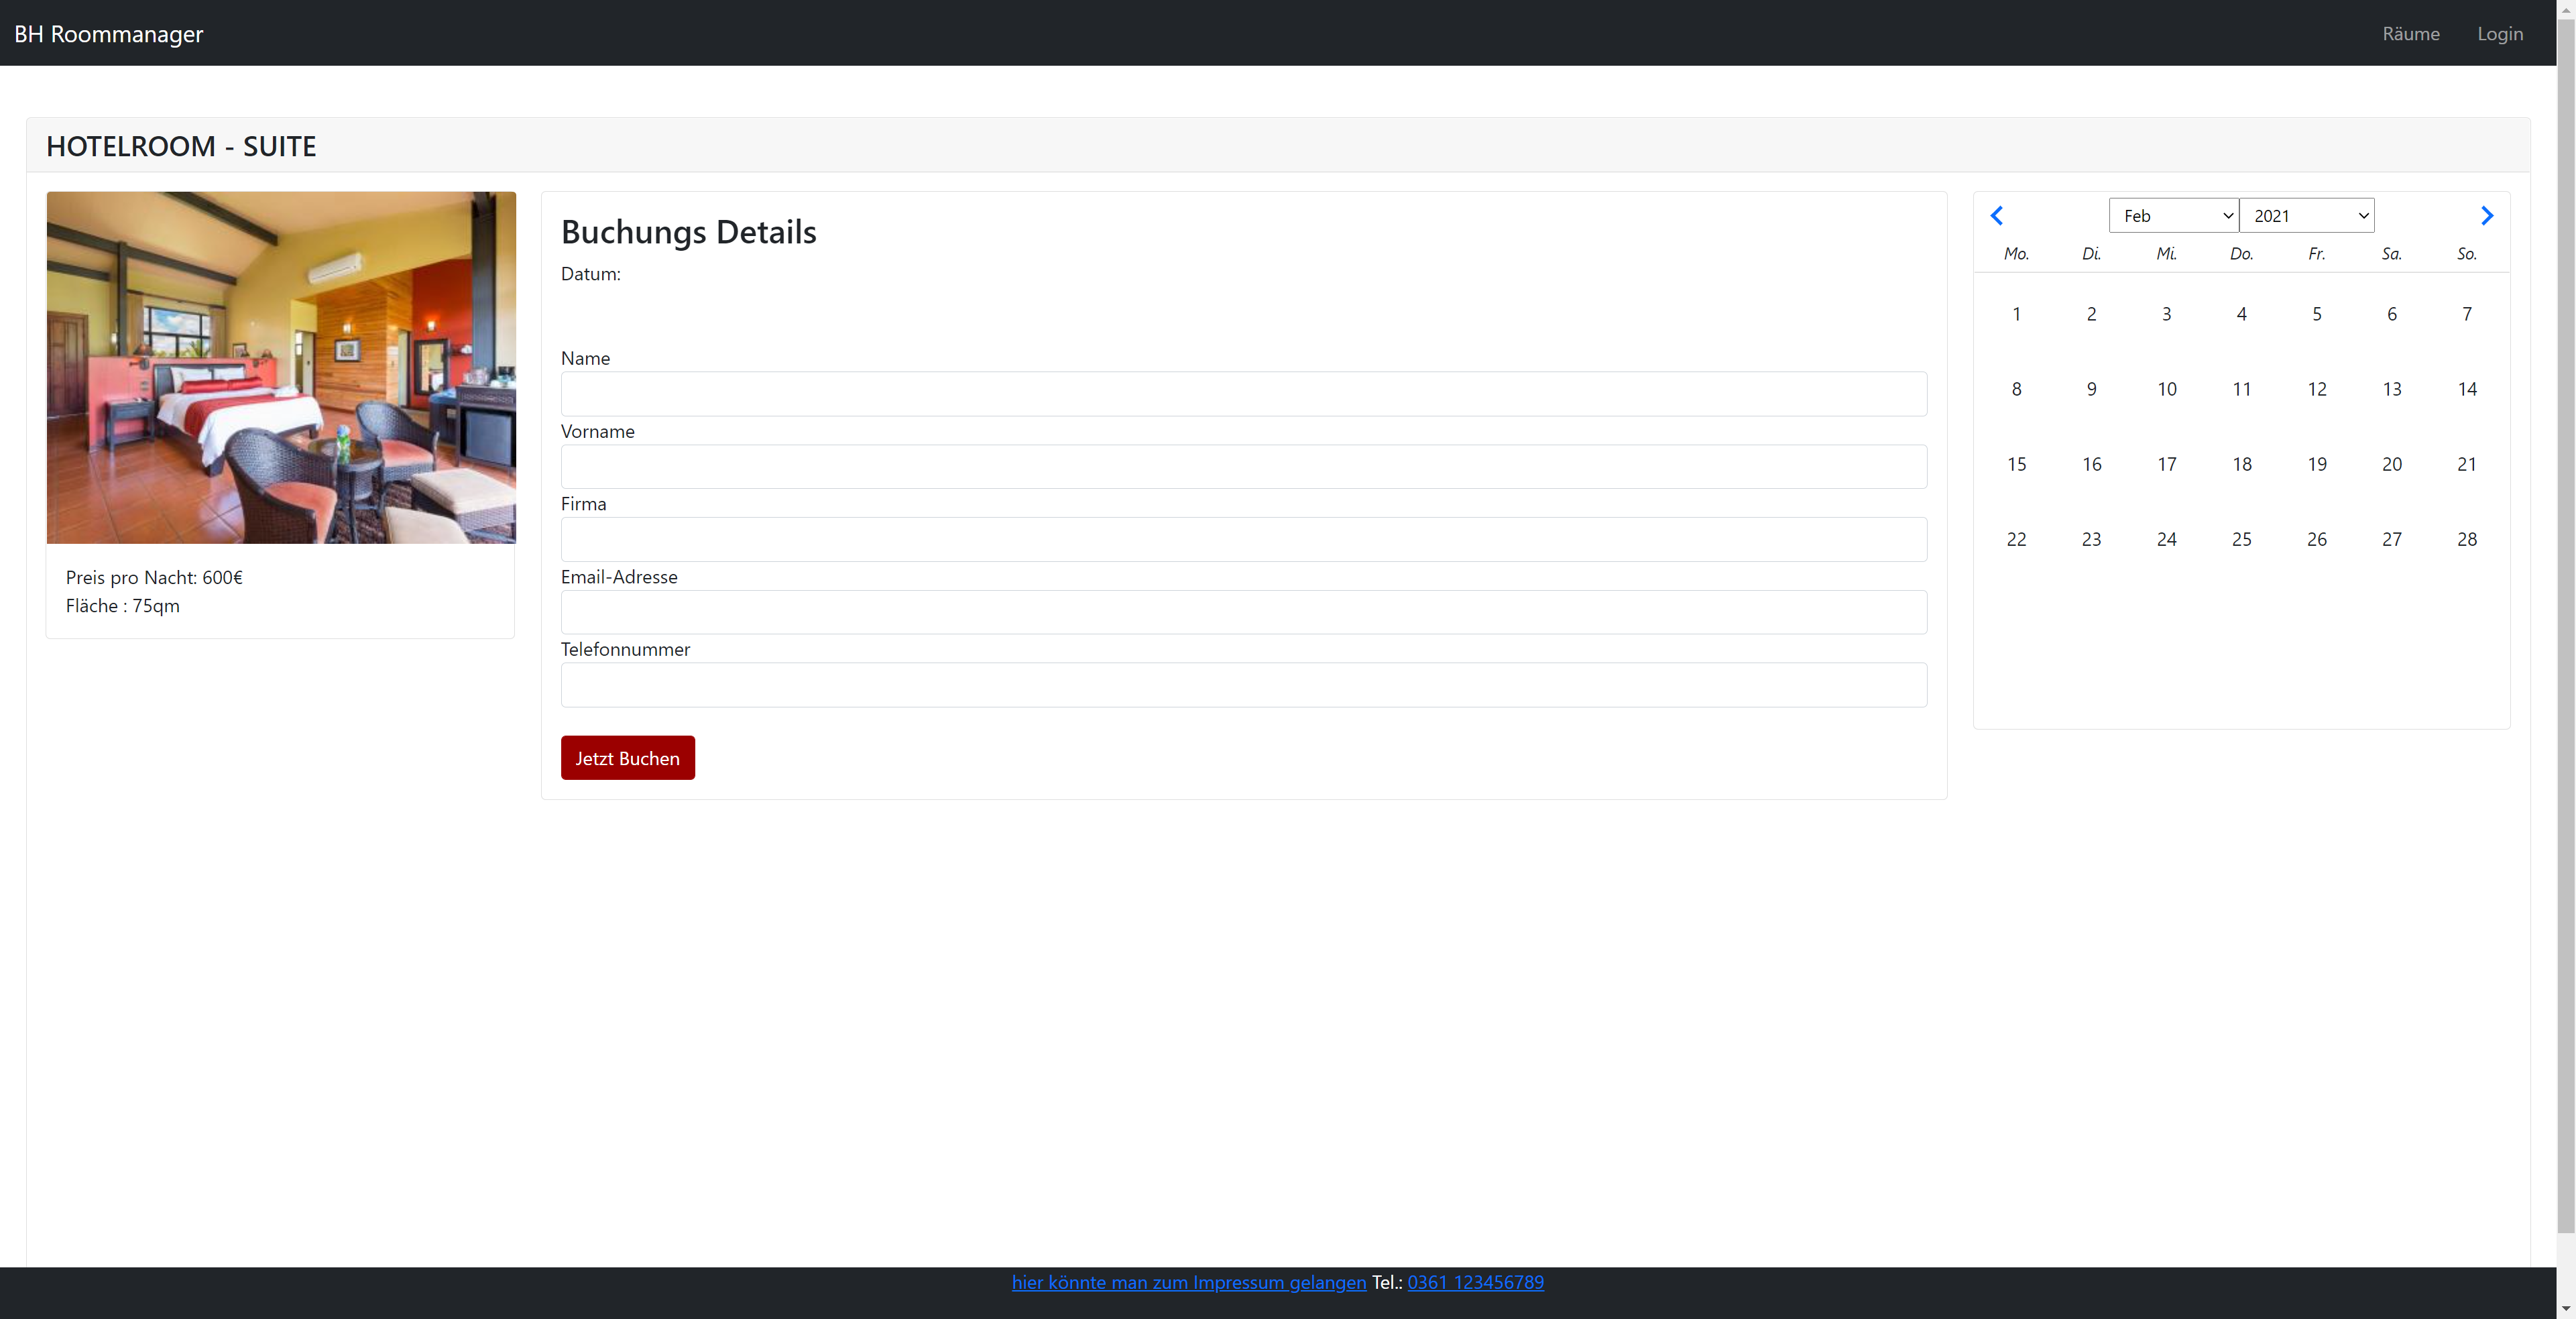 BH Roommanager
Räume Login
HOTELROOM - SUITE
Preis pro Nacht: 600€
Fläche : 75qm
Buchungs Details
Datum:
Name
Vorname
Firma
Email-Adresse
Telefonnummer
Jetzt Buchen
Feb 2021
Mo. Di. Mi. Do. Fr. Sa. So.
1 2 3 4 5 6 7
8 9 10 11 12 13 14
15 16 17 18 19 20 21
22 23 24 25 26 27 28
hier könnte man zum Impressum gelangen Tel.: 0361 123456789